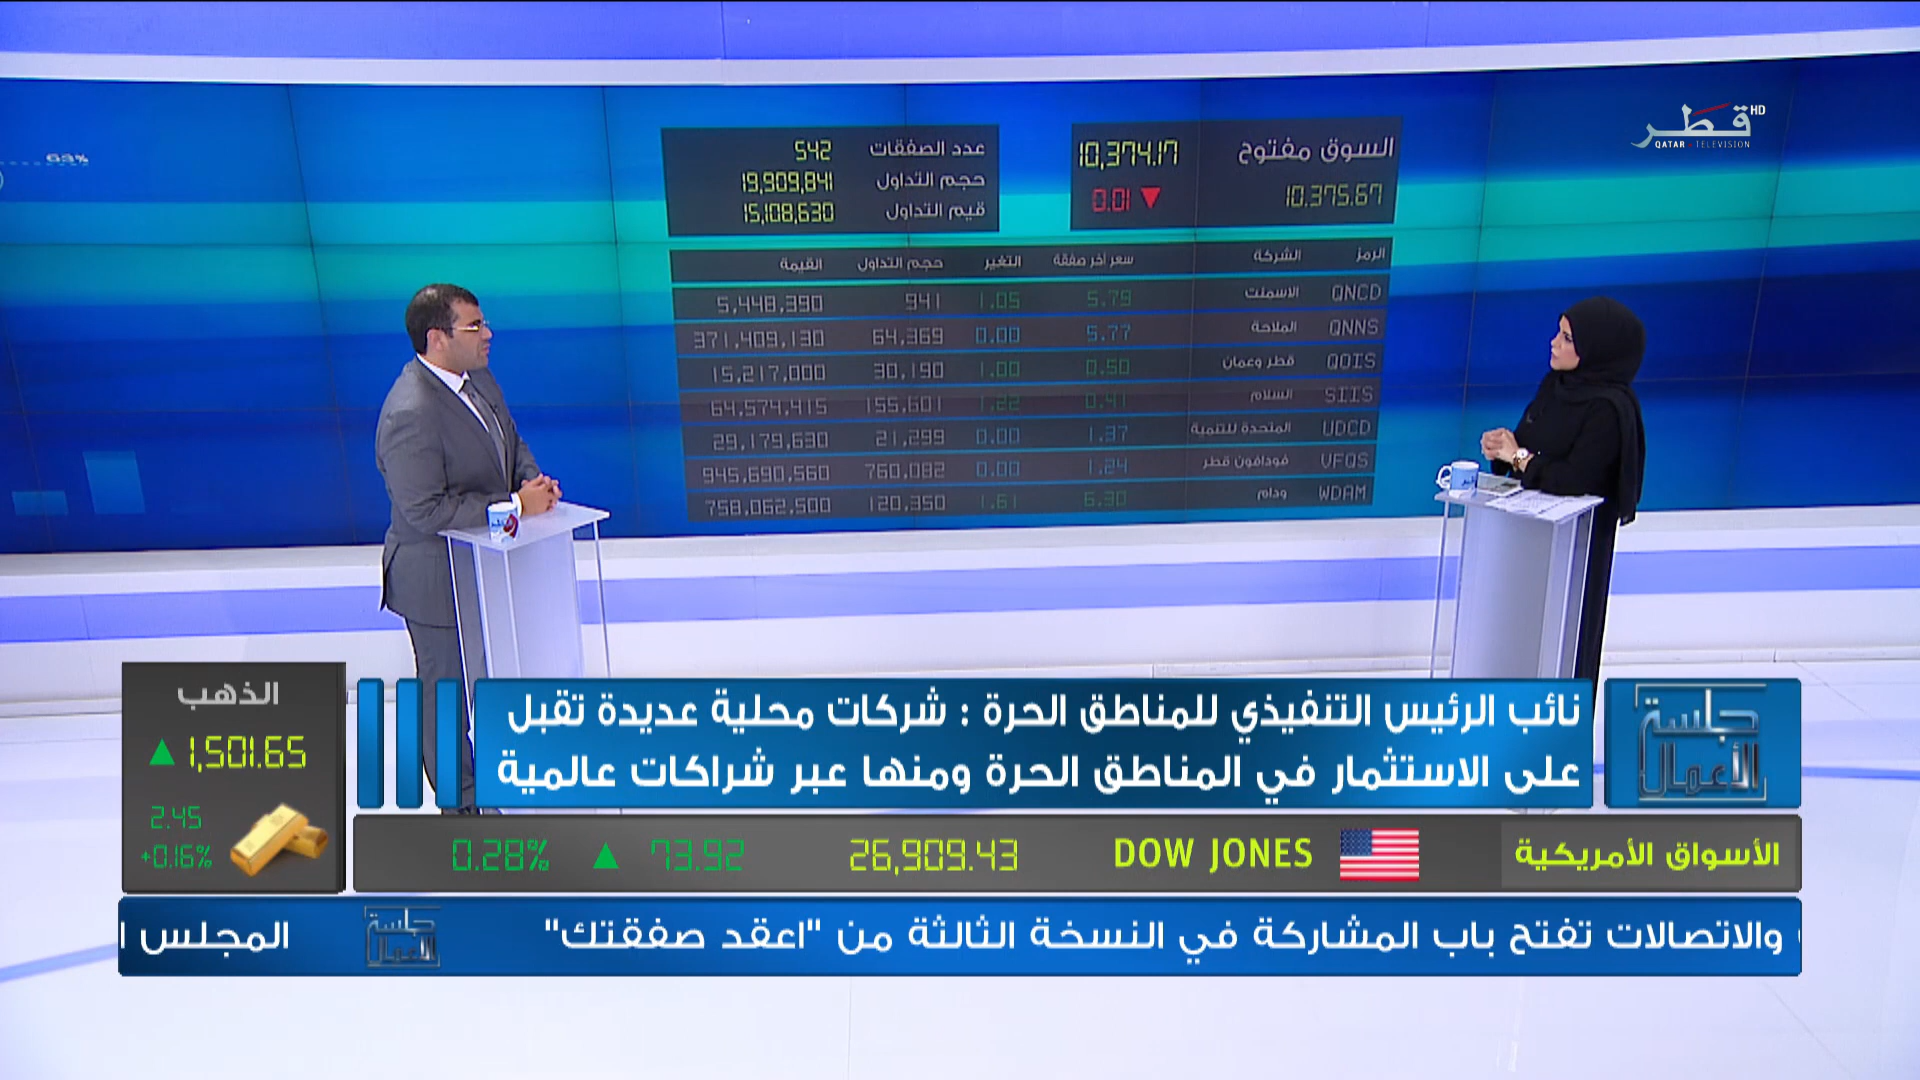 قطر HD
QATAR TELEVISION
63%
السوق مفتوح 10,374.17
10,375.67 ▼ 0.01
عدد الصفقات 542
حجم التداول 19,909,841
قيم التداول 15,108,630
الرمز الشركة سعر اخر صفقة التغير حجم التداول القيمة
QNCD الاسمنت 5.79 1.05 941 5,448,390
QNNS الملاحة 5.77 0.00 64,369 371,409,130
QOIS قطر وعمان 0.50 1.00 30,190 15,217,000
SIIS السلام 0.41 1.22 155,601 64,574,415
UDCD المتحدة للتنمية 1.37 0.00 21,299 29,179,630
VFQS فودافون قطر 1.24 0.00 760,082 945,690,560
WDAM ودام 6.30 1.61 120,350 758,062,500
جلسة الأعمال
نائب الرئيس التنفيذي للمناطق الحرة : شركات محلية عديدة تقبل
على الاستثمار في المناطق الحرة ومنها عبر شراكات عالمية
الذهب
▲ 1,501.65
2.45
+0.16%
الأسواق الأمريكية DOW JONES 26,909.43 73.92 ▲ 0.28%
والاتصالات تفتح باب المشاركة في النسخة الثالثة من "اعقد صفقتك" جلسة الأعمال المجلس ا